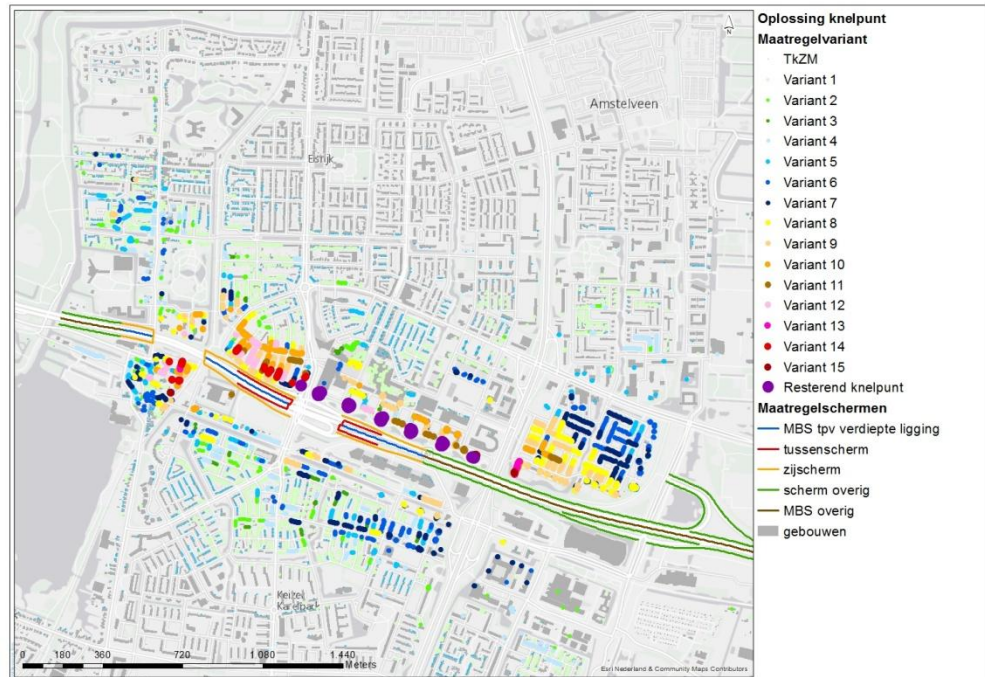 N
Amstelveen
Elsrijk
Keizer
Karelpark
0 180 360 720 1.080 1.440
Meters
Esri Nederland & Community Maps Contributors
Oplossing knelpunt
Maatregelvariant
TkZM
Variant 1
Variant 2
Variant 3
Variant 4
Variant 5
Variant 6
Variant 7
Variant 8
Variant 9
Variant 10
Variant 11
Variant 12
Variant 13
Variant 14
Variant 15
Resterend knelpunt
Maatregelschermen
MBS tpv verdiepte ligging
tussenscherm
zijscherm
scherm overig
MBS overig
gebouwen